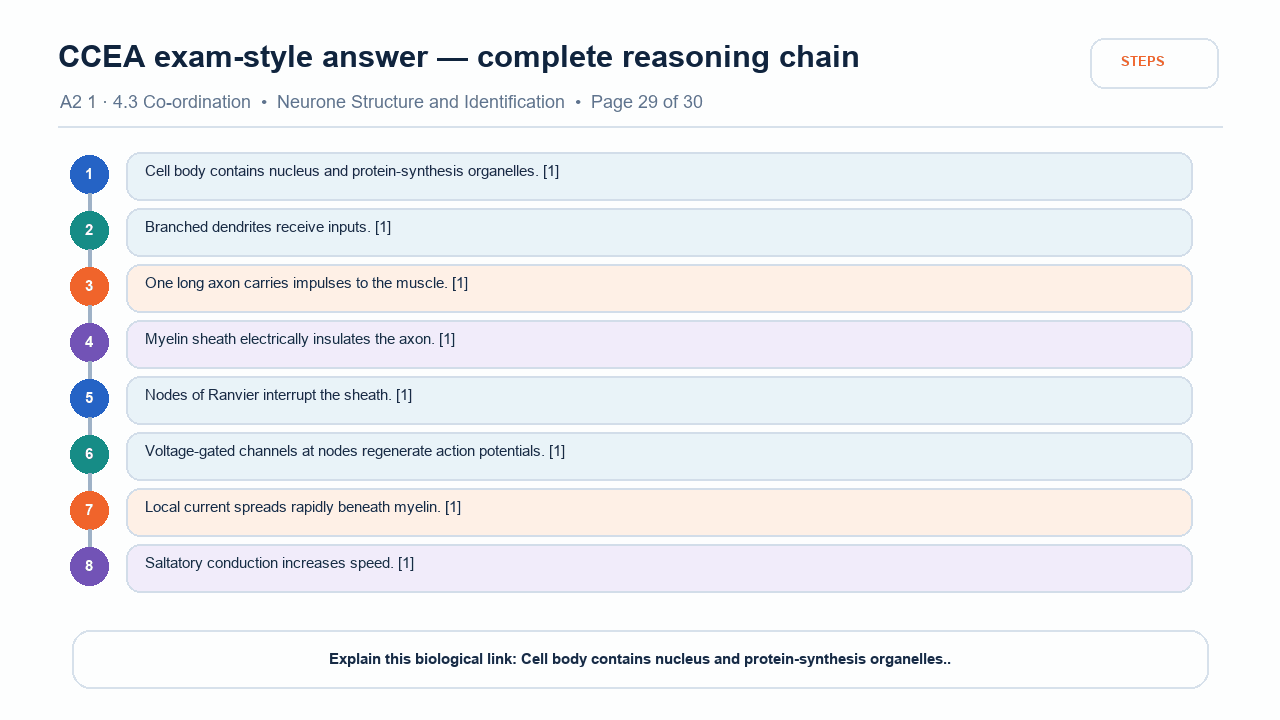 CCEA exam-style answer — complete reasoning chain
STEPS
A2 1 · 4.3 Co-ordination • Neurone Structure and Identification • Page 29 of 30
1 Cell body contains nucleus and protein-synthesis organelles. [1]
2 Branched dendrites receive inputs. [1]
3 One long axon carries impulses to the muscle. [1]
4 Myelin sheath electrically insulates the axon. [1]
5 Nodes of Ranvier interrupt the sheath. [1]
6 Voltage-gated channels at nodes regenerate action potentials. [1]
7 Local current spreads rapidly beneath myelin. [1]
8 Saltatory conduction increases speed. [1]
Explain this biological link: Cell body contains nucleus and protein-synthesis organelles..